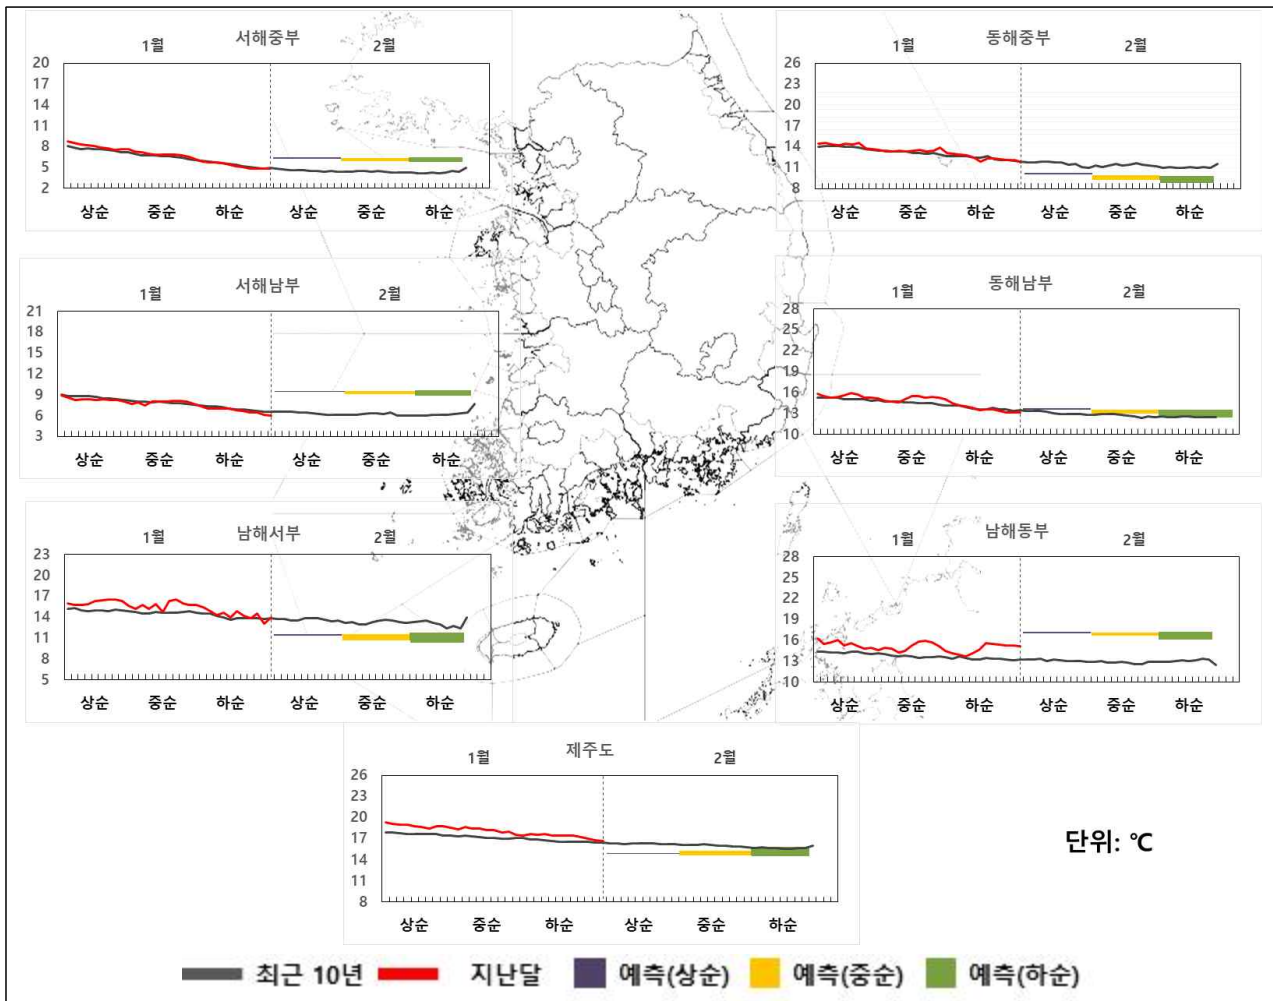 서해중부
1월 2월
20
17
14
11
8
5
2
상순 중순 하순 상순 중순 하순
동해중부
1월 2월
26
23
20
17
14
11
8
상순 중순 하순 상순 중순 하순
서해남부
1월 2월
21
18
15
12
9
6
3
상순 중순 하순 상순 중순 하순
동해남부
1월 2월
28
25
22
19
16
13
10
상순 중순 하순 상순 중순 하순
남해서부
1월 2월
23
20
17
14
11
8
5
상순 중순 하순 상순 중순 하순
남해동부
1월 2월
28
25
22
19
16
13
10
상순 중순 하순 상순 중순 하순
제주도
1월 2월
26
23
20
17
14
11
8
상순 중순 하순 상순 중순 하순
단위: ℃
최근 10년 지난달 예측(상순) 예측(중순) 예측(하순)